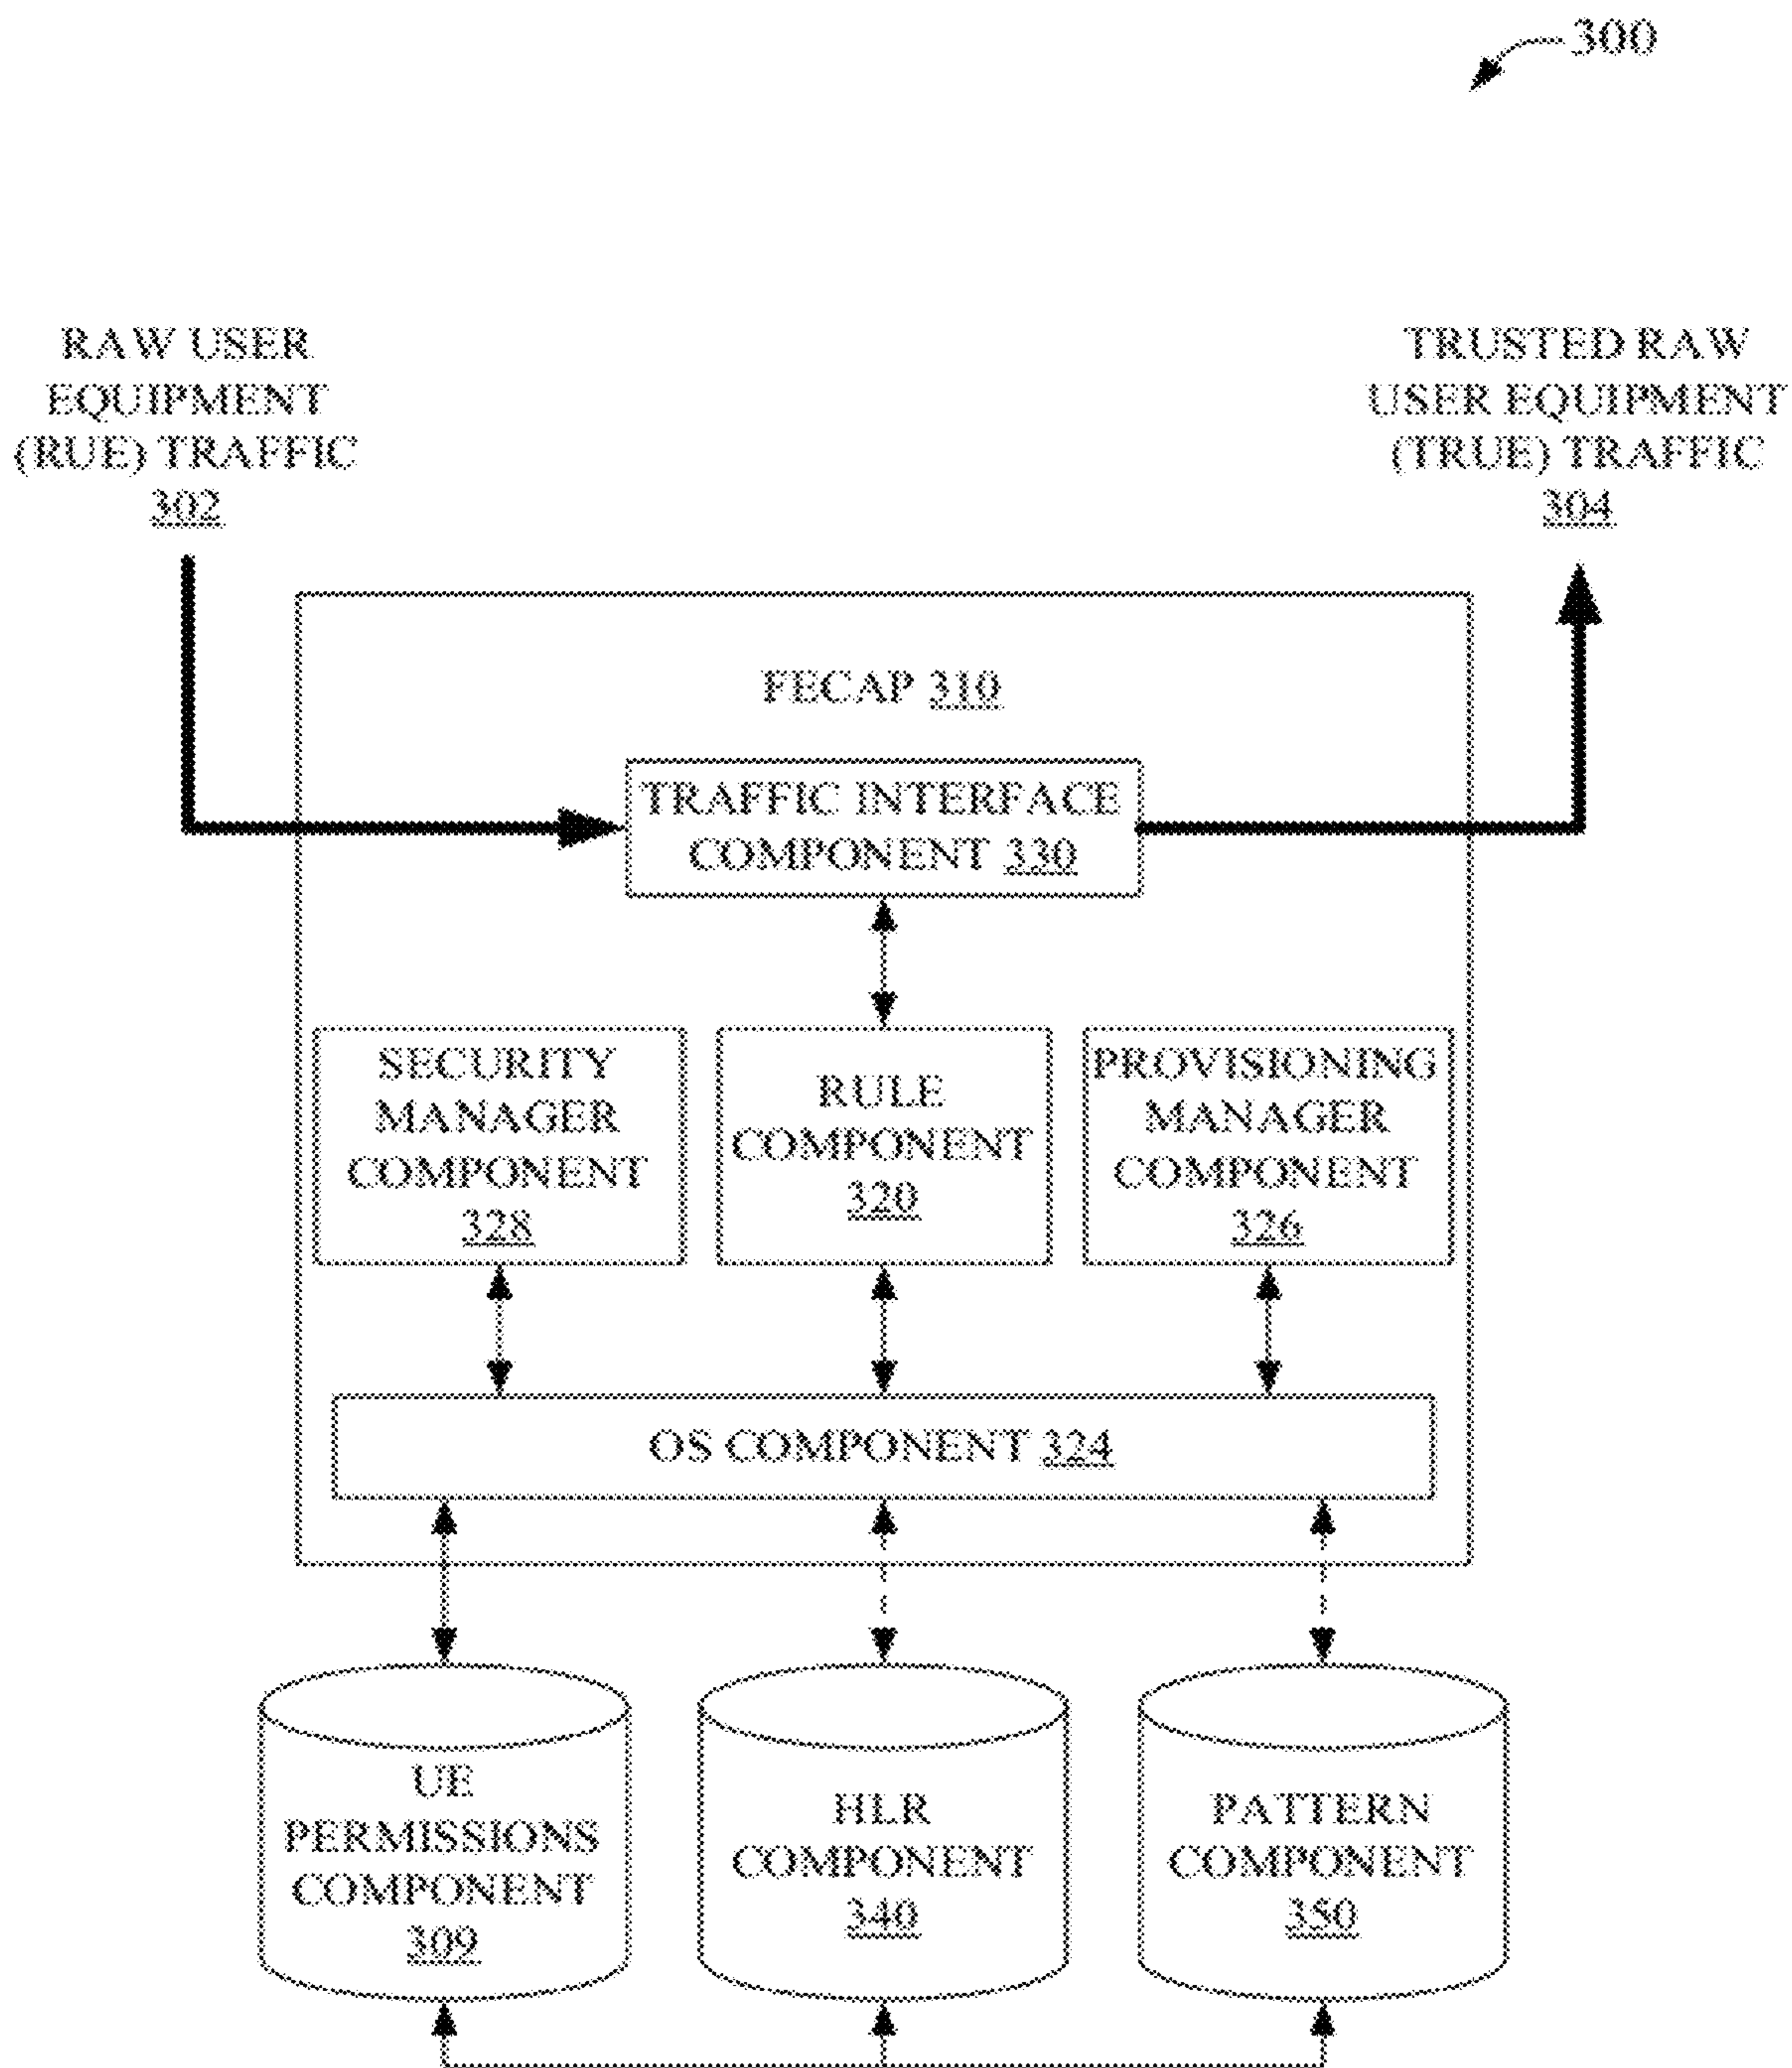 300
RAW USER
EQUIPMENT
(RUE) TRAFFIC
302
TRUSTED RAW
USER EQUIPMENT
(TRUE) TRAFFIC
304
FECAP 310
TRAFFIC INTERFACE
COMPONENT 330
SECURITY
MANAGER
COMPONENT
328
RULE
COMPONENT
320
PROVISIONING
MANAGER
COMPONENT
326
OS COMPONENT 324
UE
PERMISSIONS
COMPONENT
309
HLR
COMPONENT
340
PATTERN
COMPONENT
350